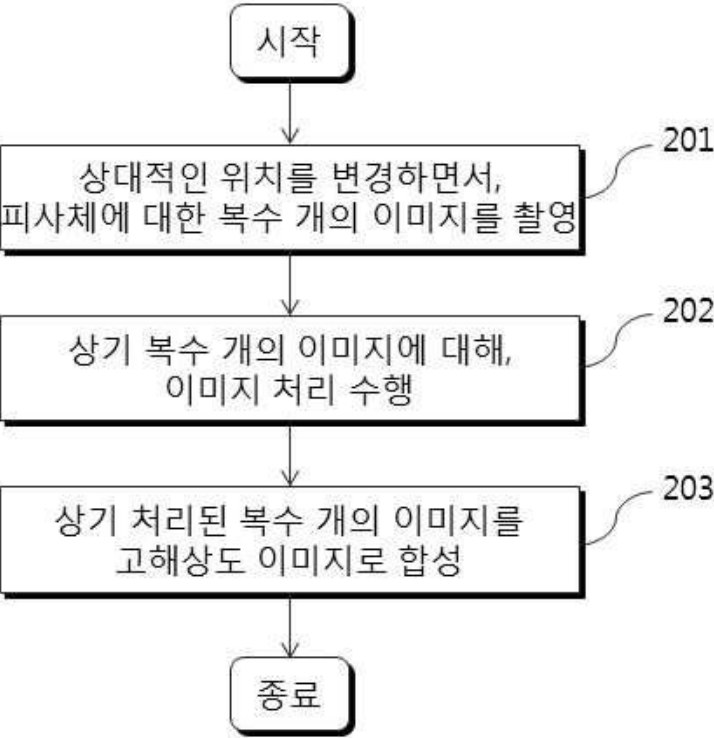 시작
201
상대적인 위치를 변경하면서,
피사체에 대한 복수 개의 이미지를 촬영
202
상기 복수 개의 이미지에 대해,
이미지 처리 수행
203
상기 처리된 복수 개의 이미지를
고해상도 이미지로 합성
종료